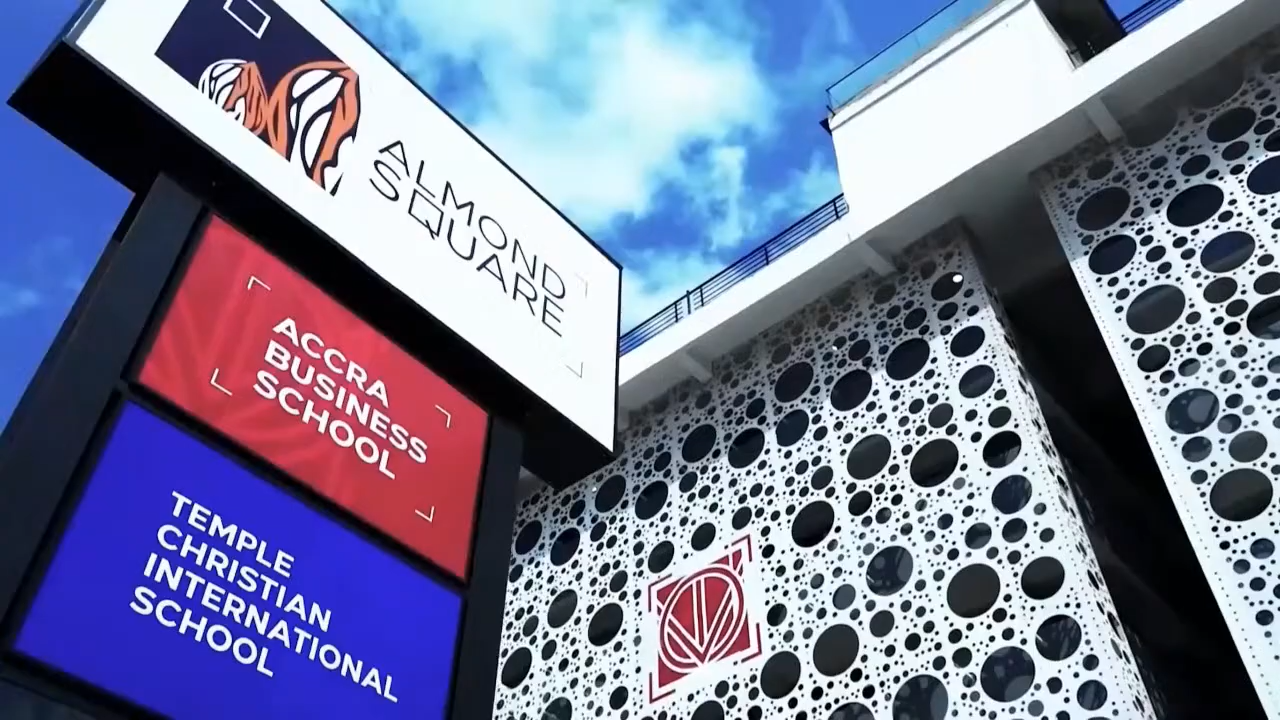 ALMOND
SQUARE
ACCRA
BUSINESS
SCHOOL
TEMPLE
CHRISTIAN
INTERNATIONAL
SCHOOL